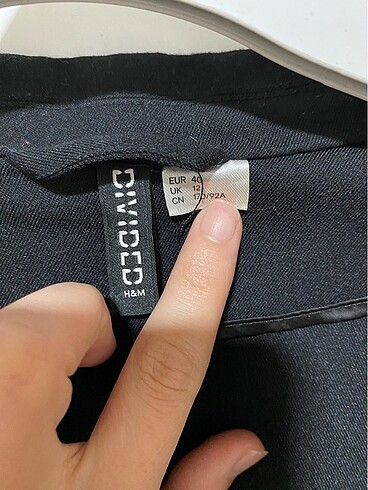 DIVIDED
H&M
EUR 40
UK 12
CN 170/92A